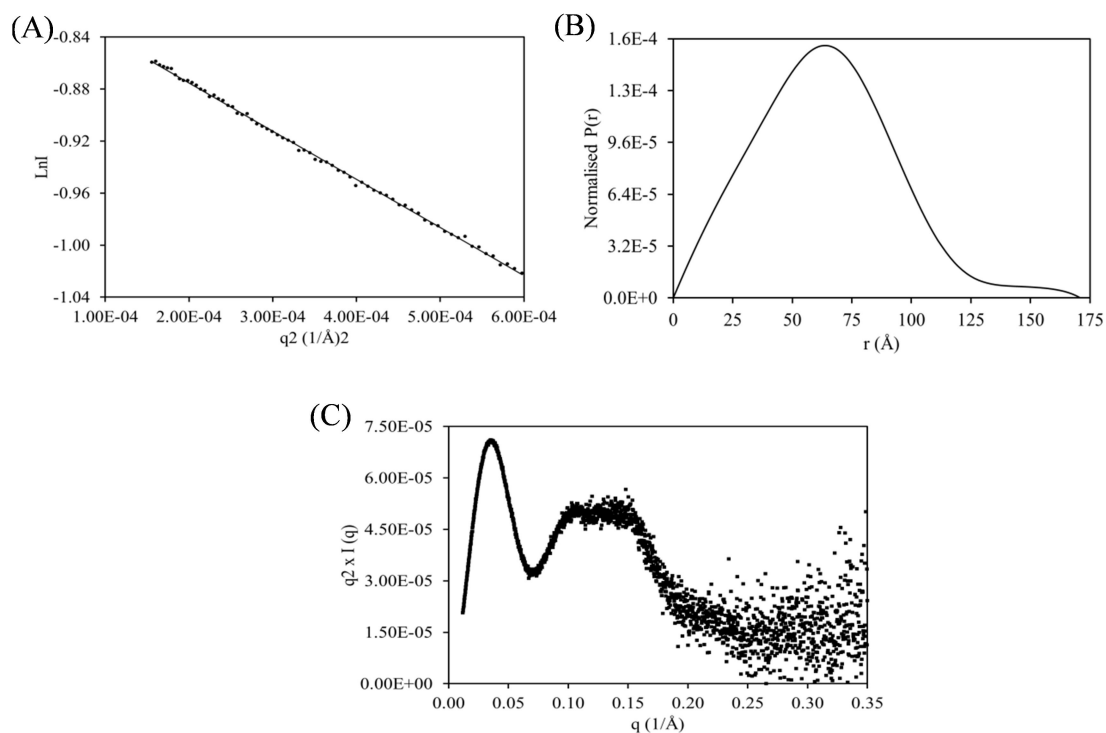 (A)
-0.84
-0.88
-0.92
-0.96
-1.00
-1.04
LnI
1.00E-04 2.00E-04 3.00E-04 4.00E-04 5.00E-04 6.00E-04
q2 (1/Å)2
(B)
1.6E-4
1.3E-4
9.6E-5
6.4E-5
3.2E-5
0.0E+0
Normalised P(r)
0 25 50 75 100 125 150 175
r (Å)
(C)
7.50E-05
6.00E-05
4.50E-05
3.00E-05
1.50E-05
0.00E+00
q2 x I (q)
0.00 0.05 0.10 0.15 0.20 0.25 0.30 0.35
q (1/Å)